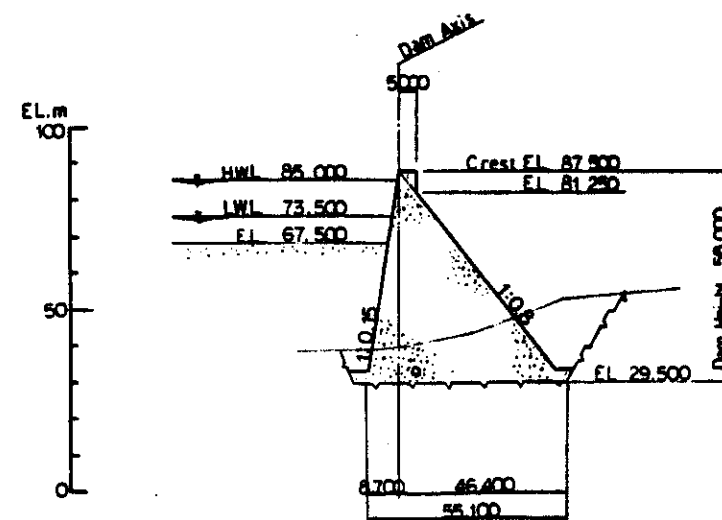 Dam Axis
5000
EL.m
100
HWL 85.000
Crest EL 87.500
EL 81.250
LWL 73.500
EL 67.500
Dam Height 58.000
50
1:0.15
1:0.8
EL 29.500
0
8.700 46.400
55.100